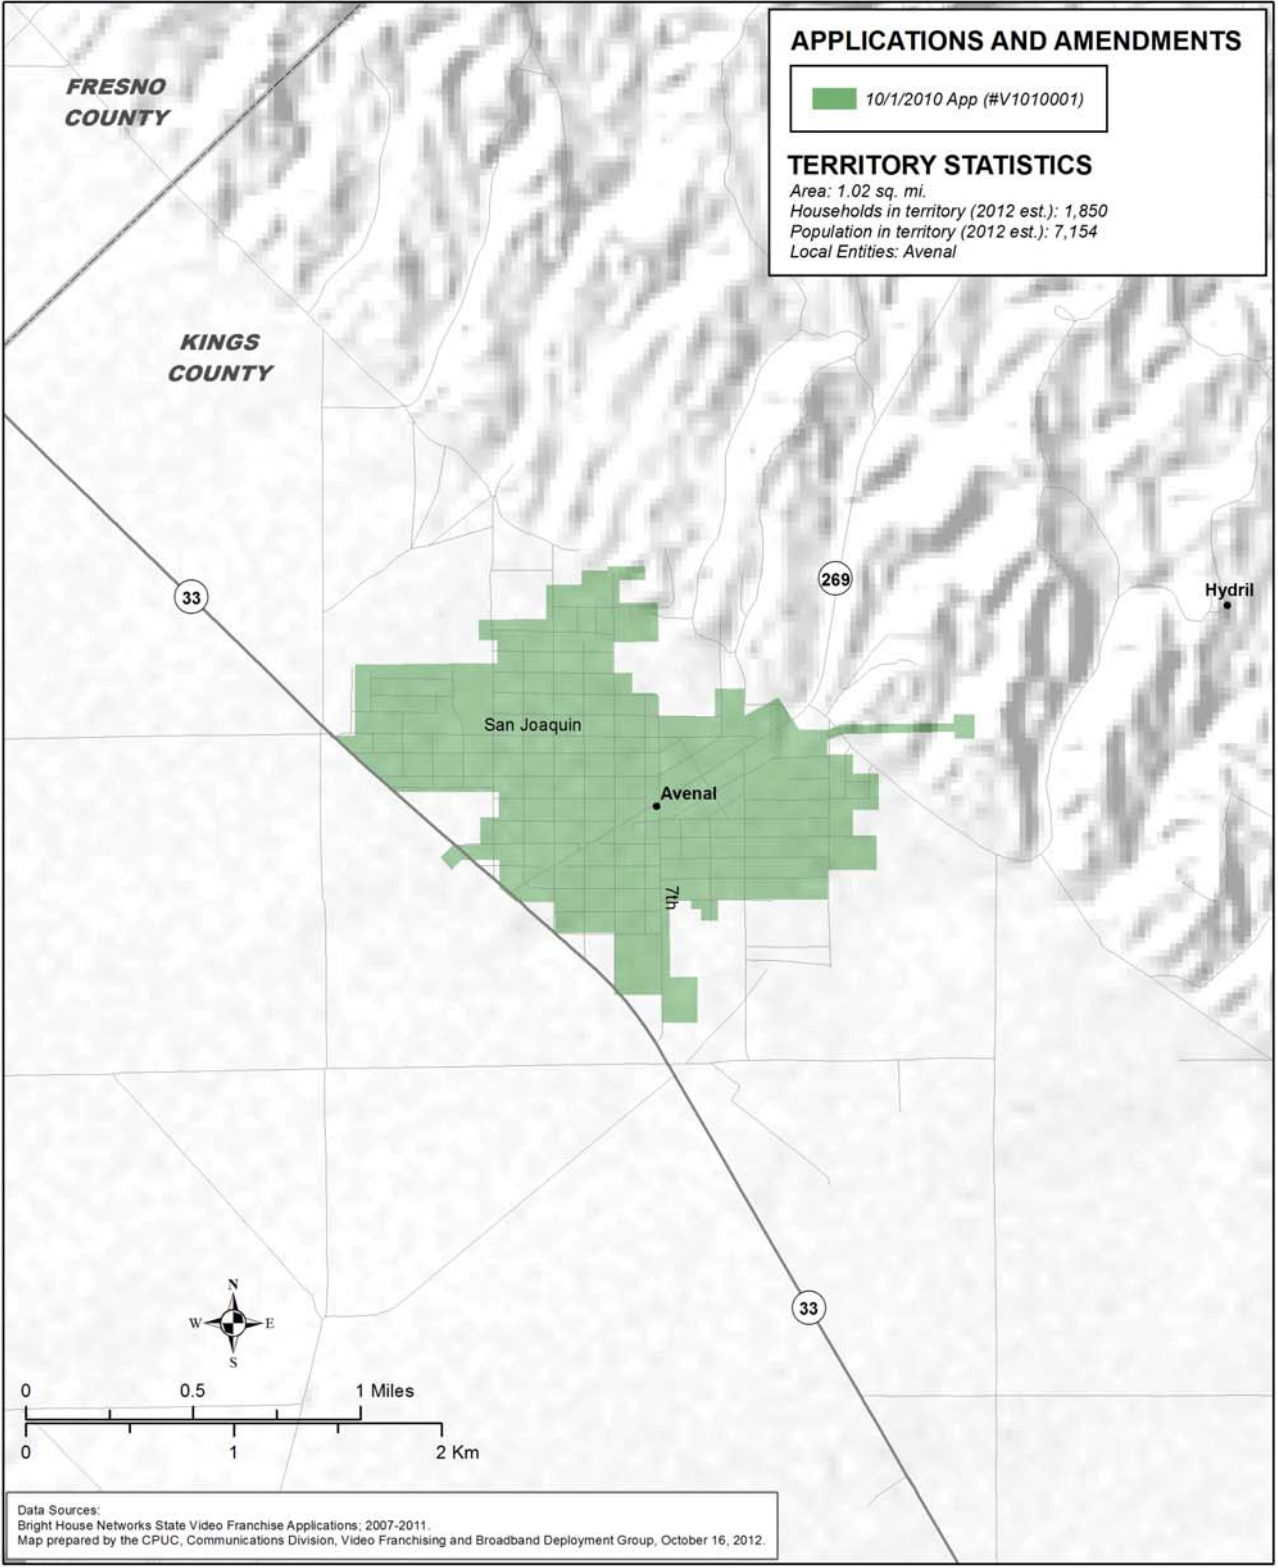 APPLICATIONS AND AMENDMENTS
10/1/2010 App (#V1010001)
TERRITORY STATISTICS
Area: 1.02 sq. mi.
Households in territory (2012 est.): 1,850
Population in territory (2012 est.): 7,154
Local Entities: Avenal
FRESNO
COUNTY
KINGS
COUNTY
33
269
Hydril
San Joaquin
Avenal
7th
33
N
W E
S
0 0.5 1 Miles
0 1 2 Km
Data Sources:
Bright House Networks State Video Franchise Applications; 2007-2011.
Map prepared by the CPUC, Communications Division, Video Franchising and Broadband Deployment Group, October 16, 2012.